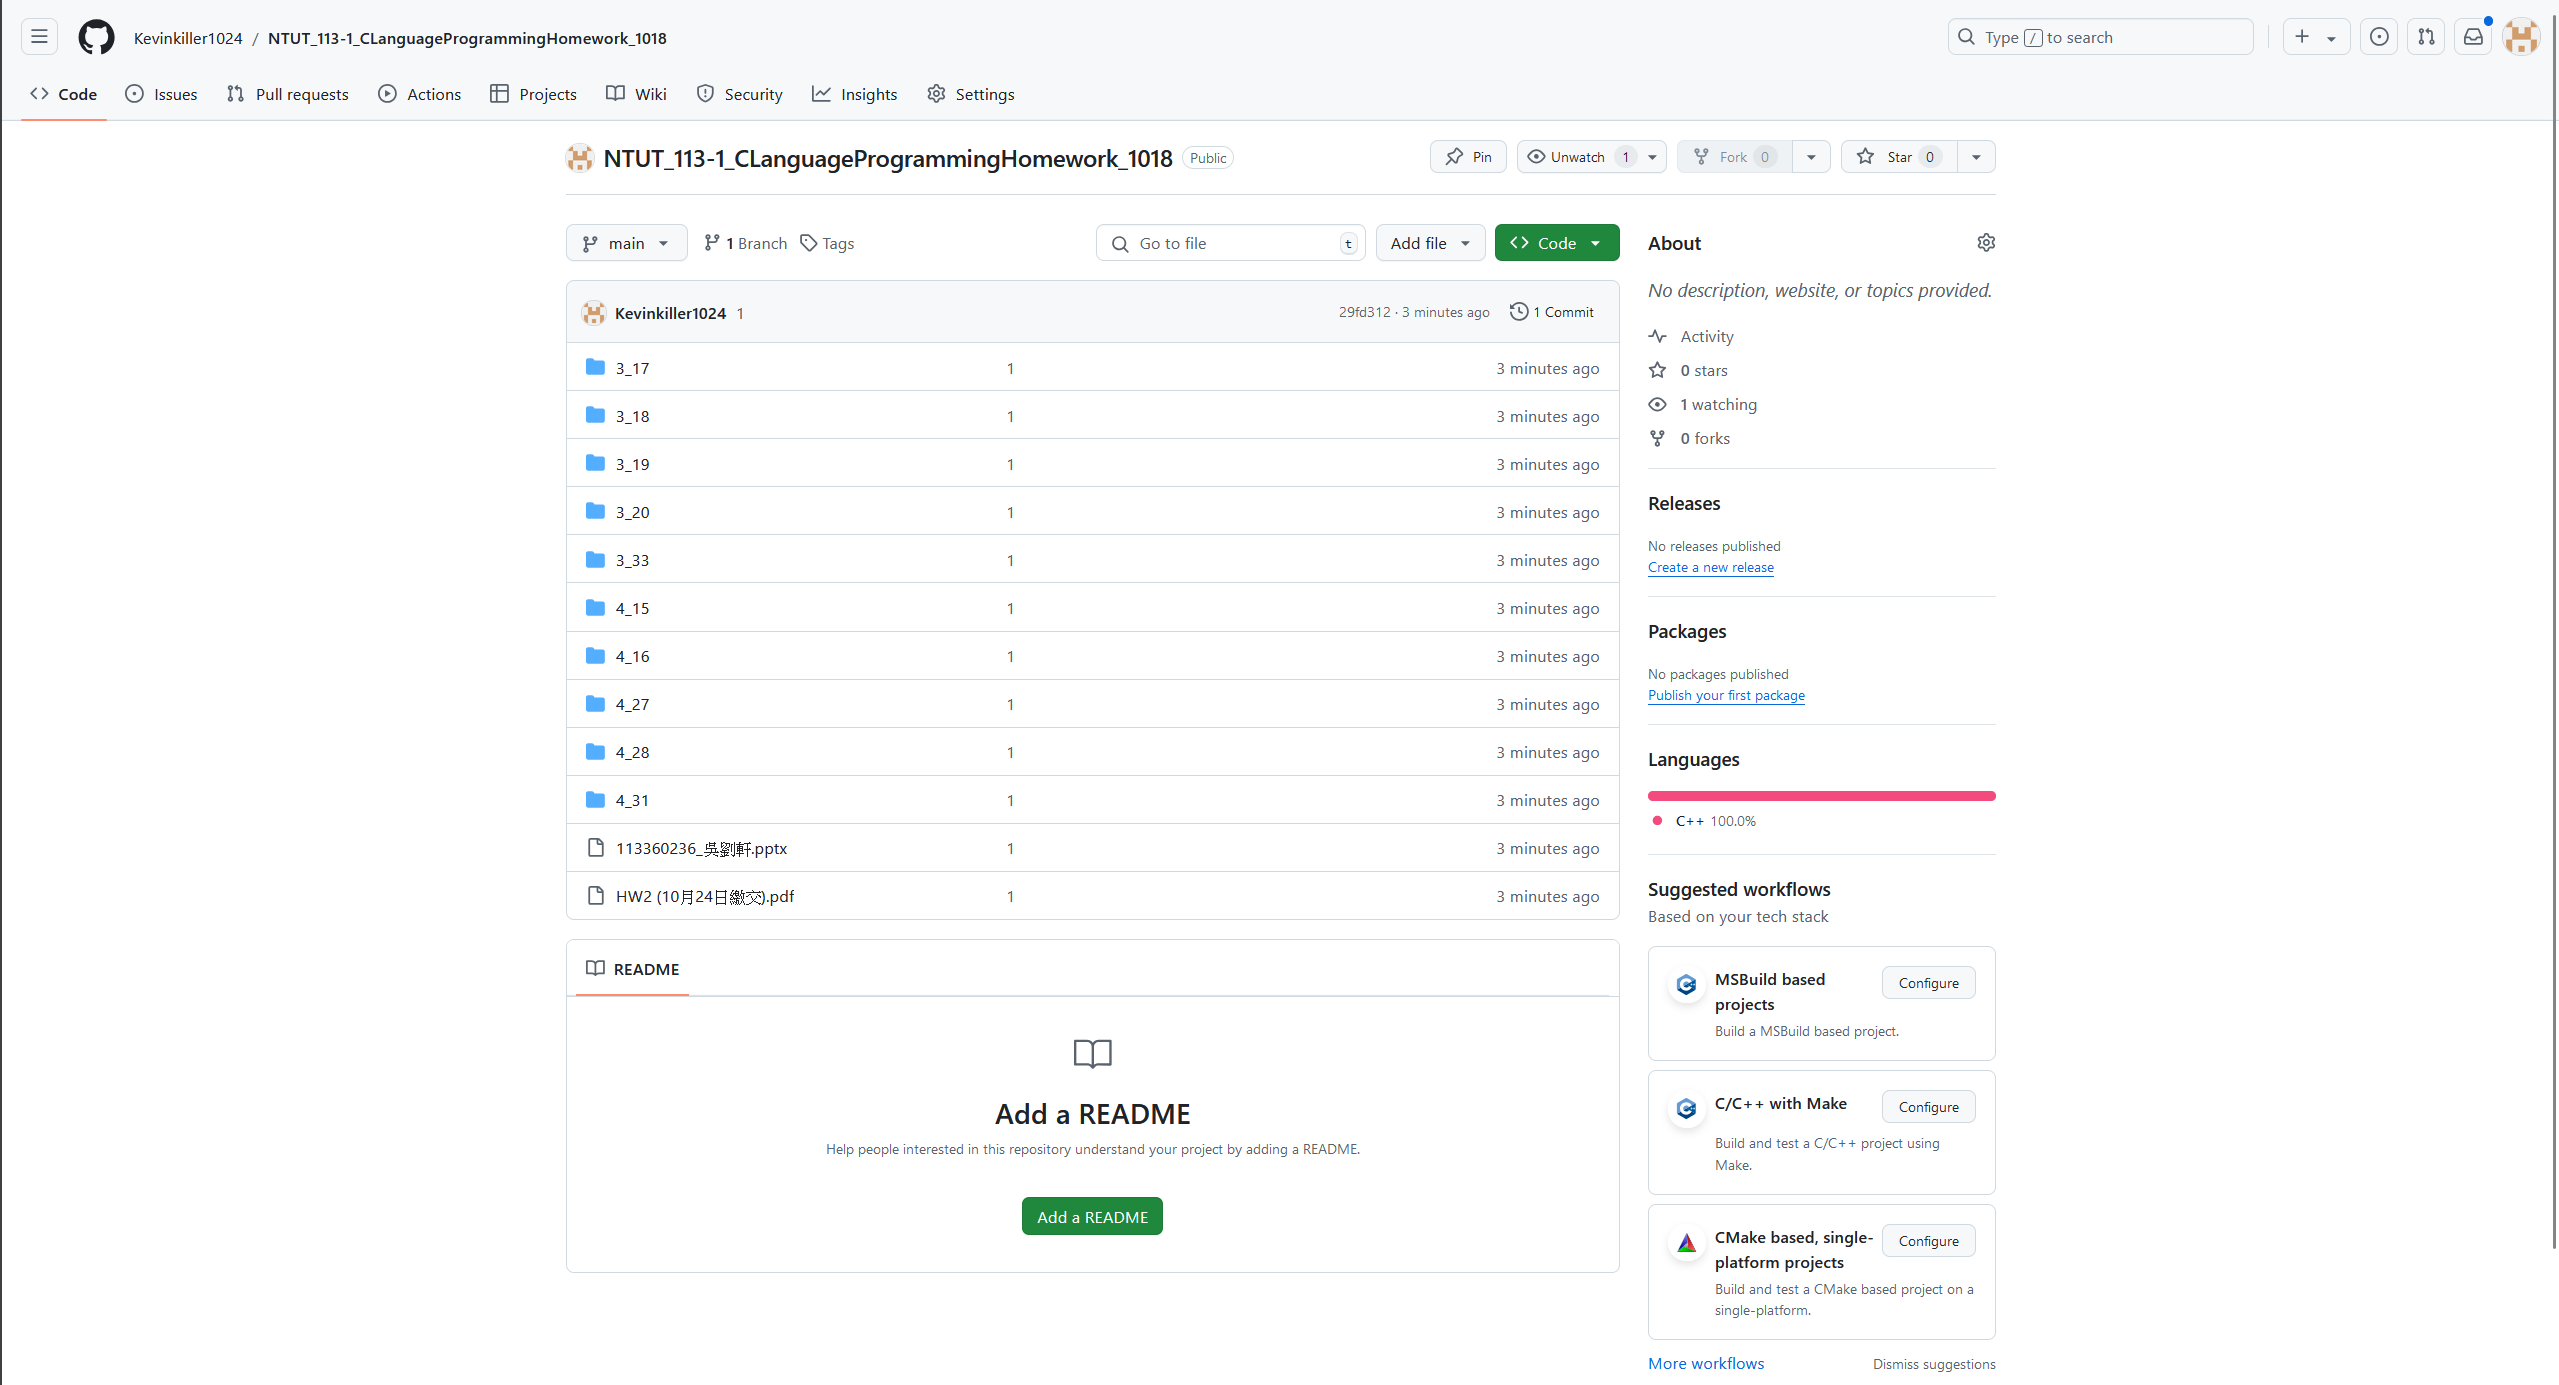 Kevinkiller1024 / NTUT_113-1_CLanguageProgrammingHomework_1018
Type / to search
Code Issues Pull requests Actions Projects Wiki Security Insights Settings
NTUT_113-1_CLanguageProgrammingHomework_1018 Public
Pin Unwatch 1 Fork 0 Star 0
main 1 Branch Tags Go to file t Add file Code
Kevinkiller1024 1 29fd312 · 3 minutes ago 1 Commit
3_17 1 3 minutes ago
3_18 1 3 minutes ago
3_19 1 3 minutes ago
3_20 1 3 minutes ago
3_33 1 3 minutes ago
4_15 1 3 minutes ago
4_16 1 3 minutes ago
4_27 1 3 minutes ago
4_28 1 3 minutes ago
4_31 1 3 minutes ago
113360236_吳劉軒.pptx 1 3 minutes ago
HW2 (10月24日繳交).pdf 1 3 minutes ago
README
Add a README
Help people interested in this repository understand your project by adding a README.
Add a README
About
No description, website, or topics provided.
Activity
0 stars
1 watching
0 forks
Releases
No releases published
Create a new release
Packages
No packages published
Publish your first package
Languages
C++ 100.0%
Suggested workflows
Based on your tech stack
MSBuild based
projects
Configure
Build a MSBuild based project.
C/C++ with Make
Configure
Build and test a C/C++ project using
Make.
CMake based, single-
platform projects
Configure
Build and test a CMake based project on a
single-platform.
More workflows Dismiss suggestions